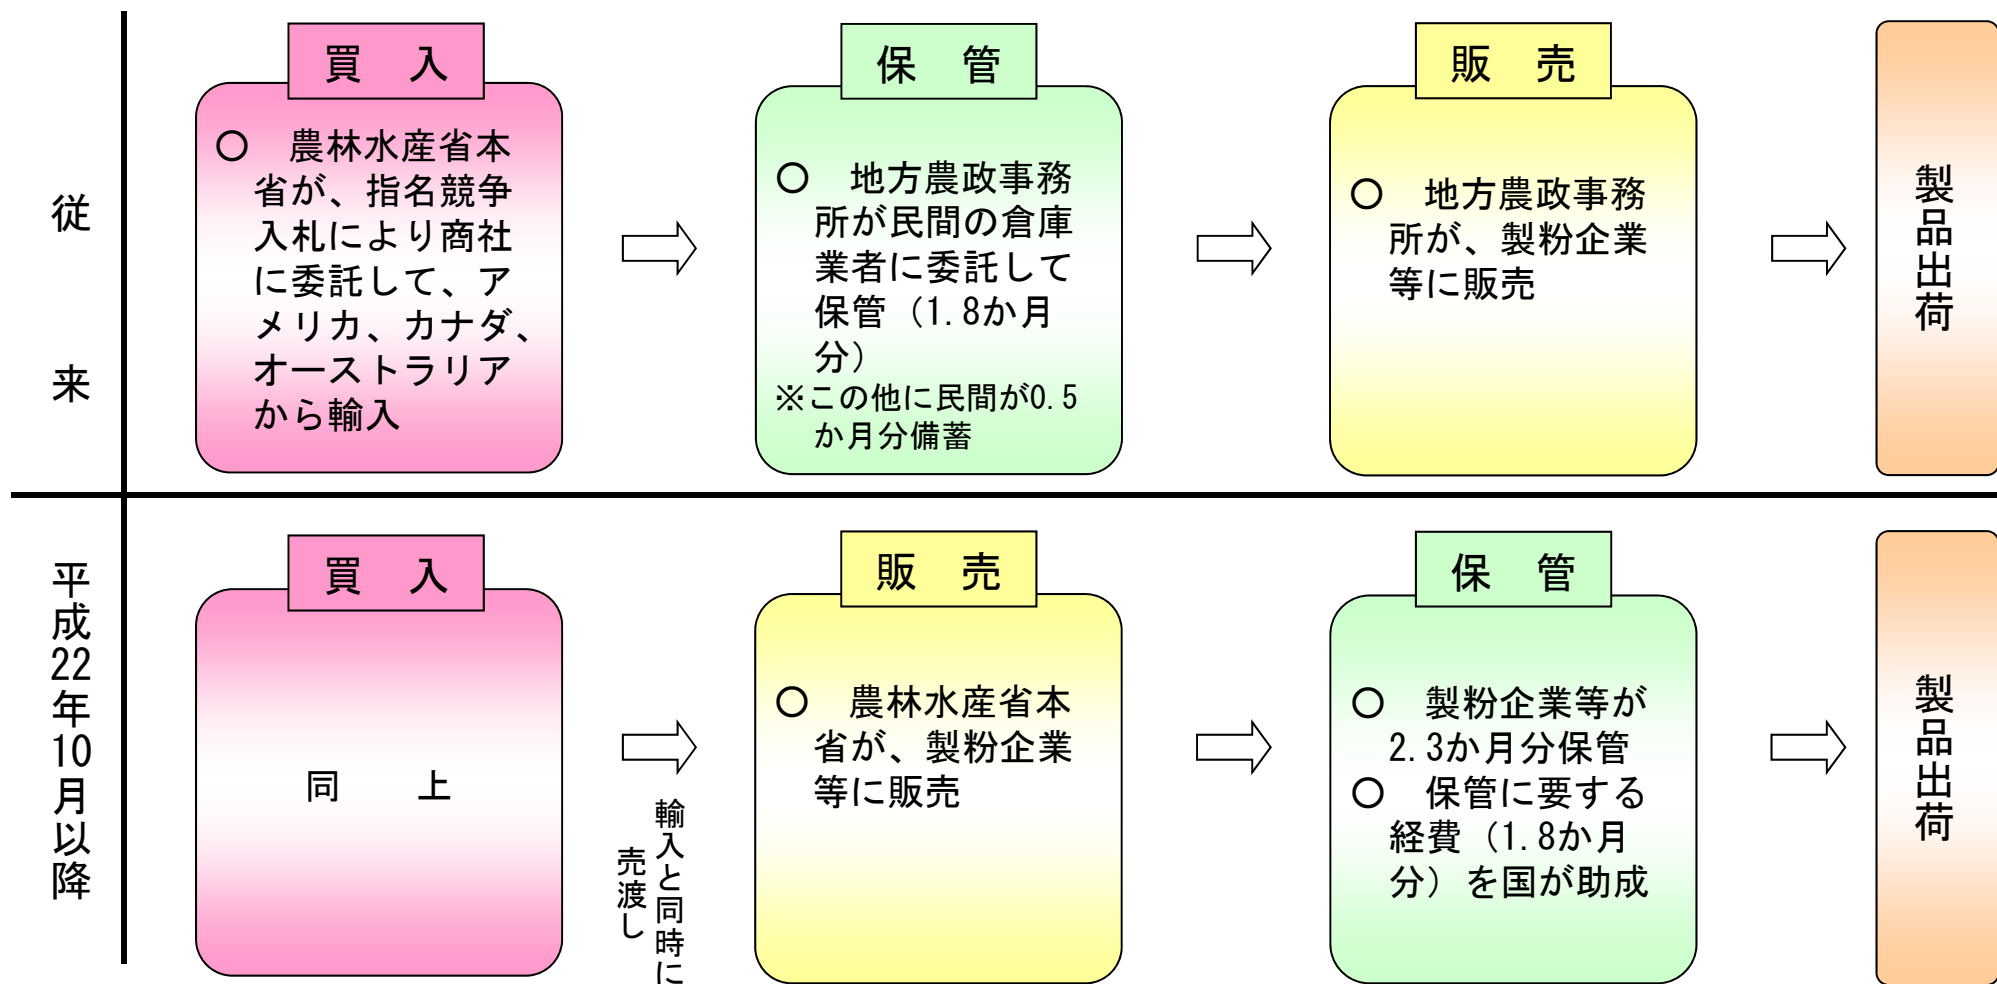 従来
買 入
○ 農林水産省本
省が、指名競争
入札により商社
に委託して、ア
メリカ、カナダ、
オーストラリア
から輸入
保 管
○ 地方農政事務
所が民間の倉庫
業者に委託して
保管（1.8か月
分）
※この他に民間が0.5
か月分備蓄
販 売
○ 地方農政事務
所が、製粉企業
等に販売
製品出荷
平成22年10月以降
買 入
同 上
輸入と同時に
売渡し
販 売
○ 農林水産省本
省が、製粉企業
等に販売
保 管
○ 製粉企業等が
2.3か月分保管
○ 保管に要する
経費（1.8か月
分）を国が助成
製品出荷